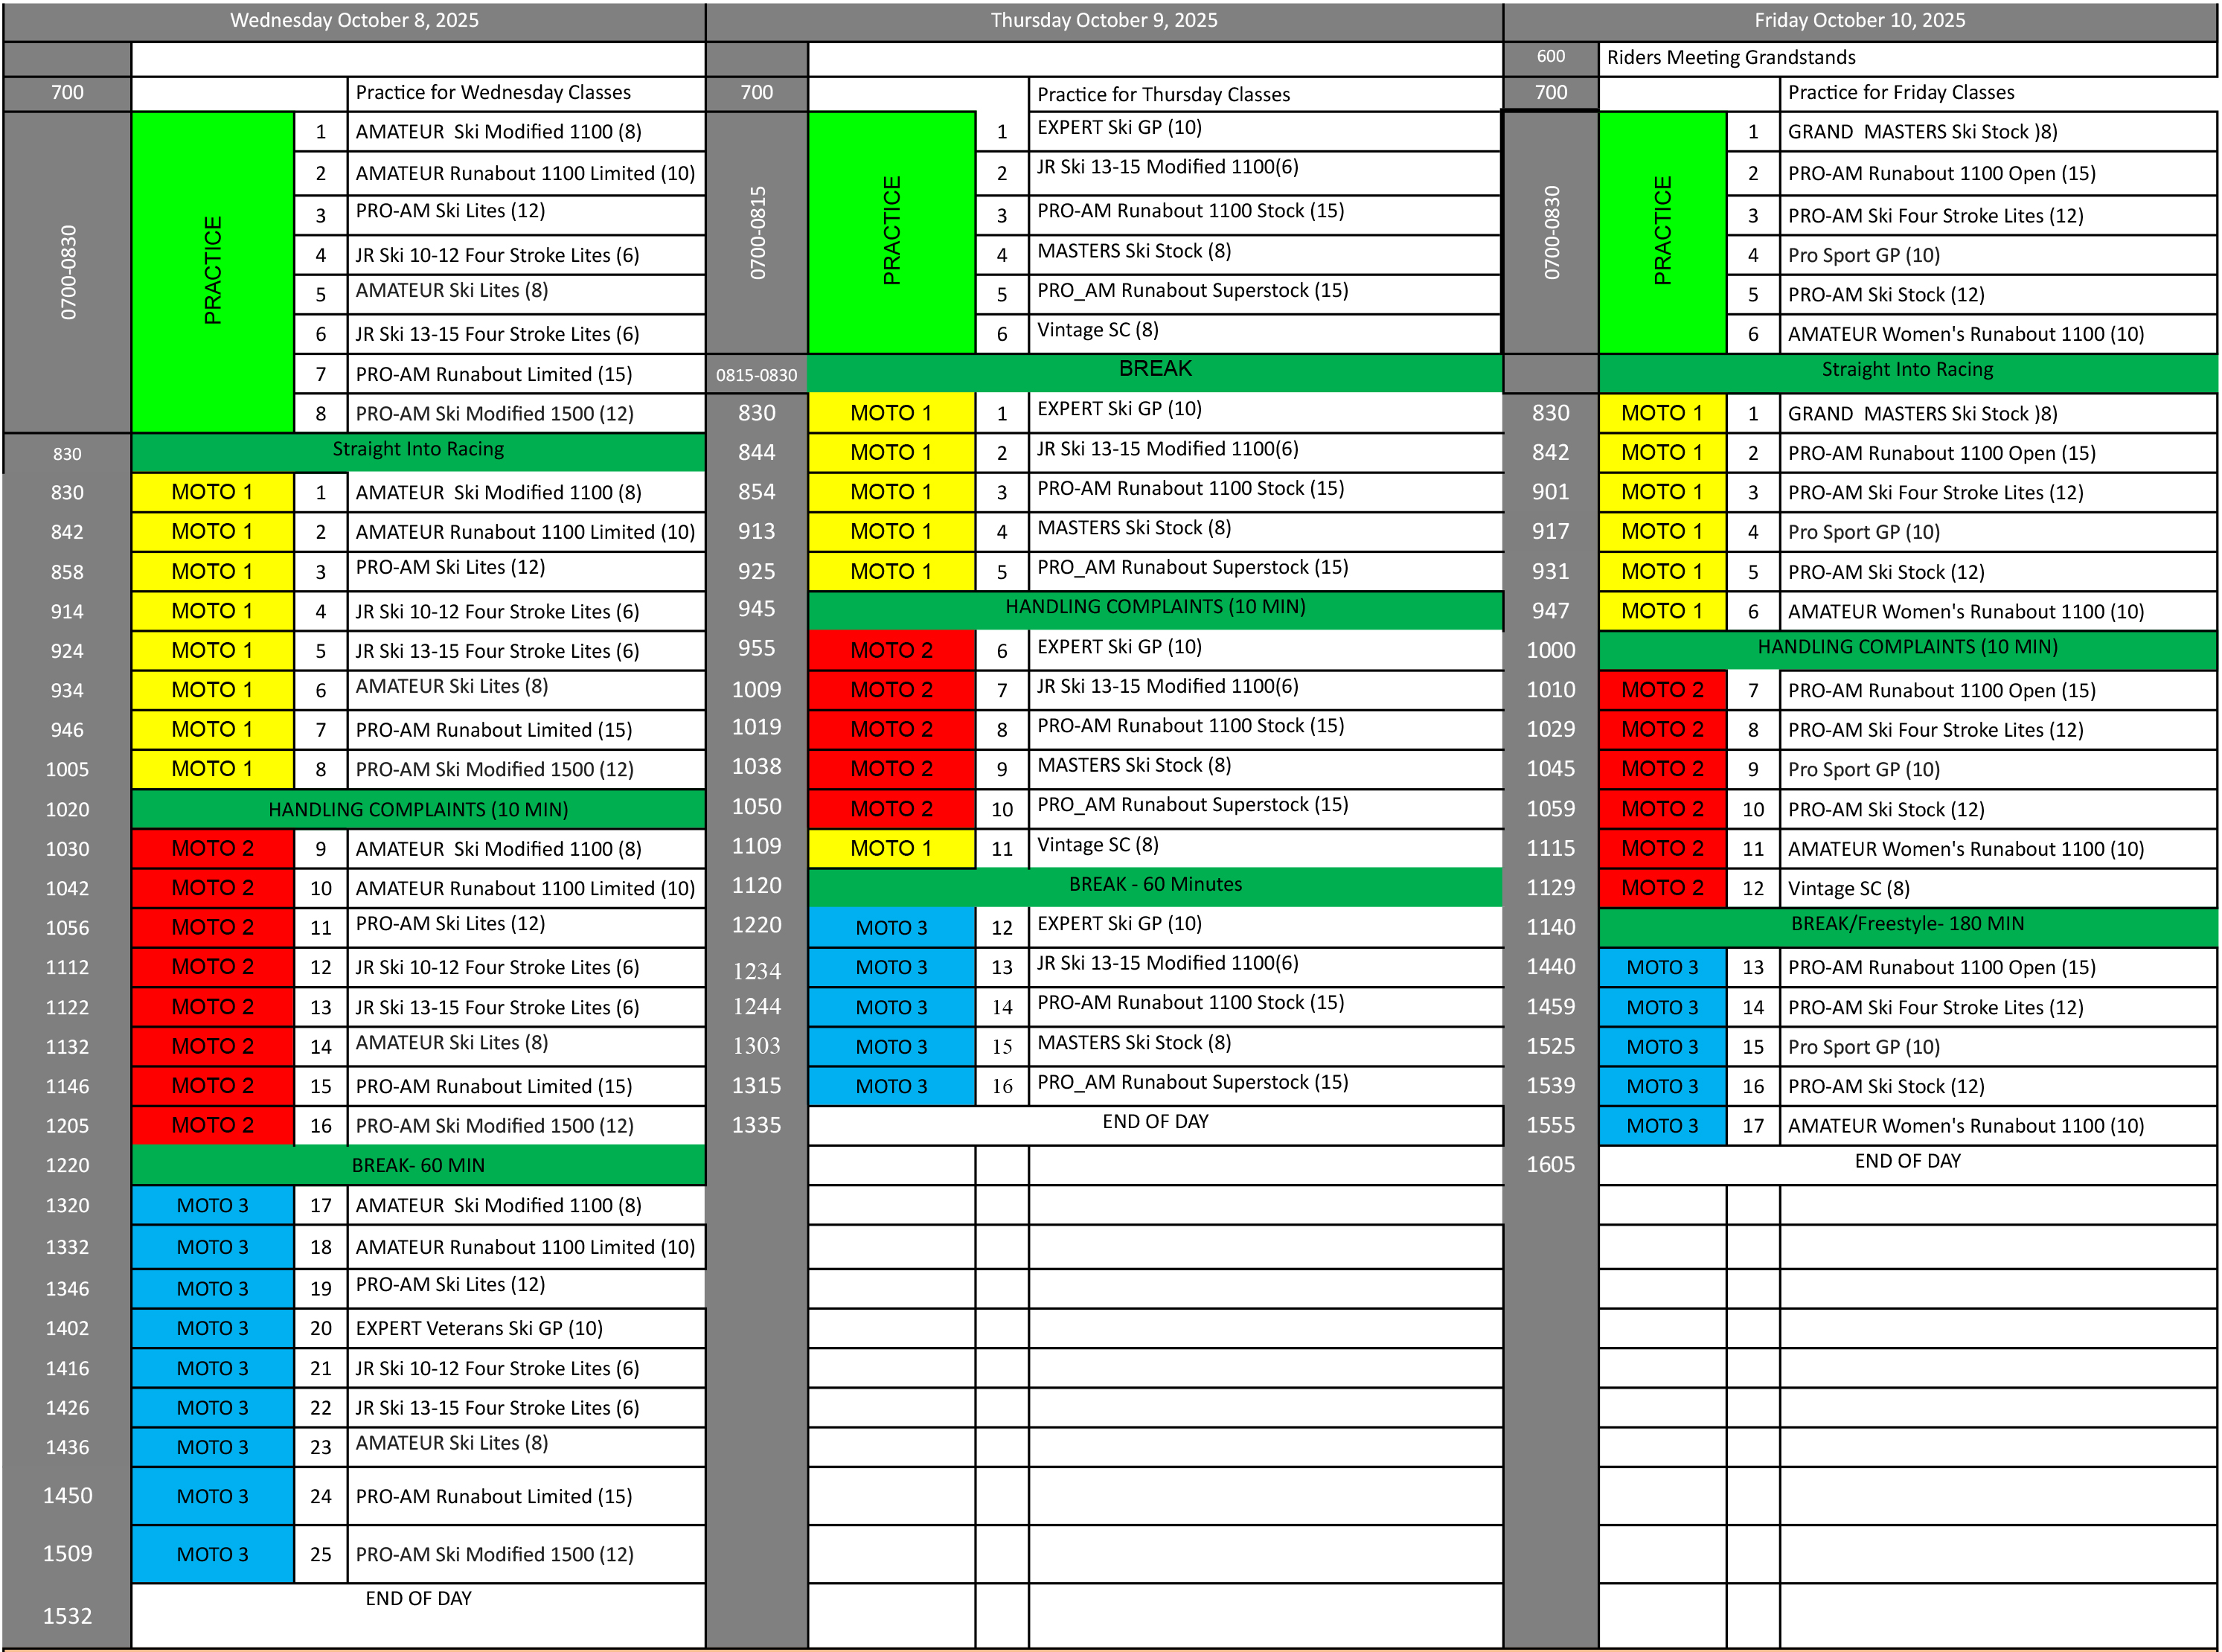 Wednesday October 8, 2025
700 Practice for Wednesday Classes
0700-0830
PRACTICE
1 AMATEUR Ski Modified 1100 (8)
2 AMATEUR Runabout 1100 Limited (10)
3 PRO-AM Ski Lites (12)
4 JR Ski 10-12 Four Stroke Lites (6)
5 AMATEUR Ski Lites (8)
6 JR Ski 13-15 Four Stroke Lites (6)
7 PRO-AM Runabout Limited (15)
8 PRO-AM Ski Modified 1500 (12)
830 Straight Into Racing
830 MOTO 1 1 AMATEUR Ski Modified 1100 (8)
842 MOTO 1 2 AMATEUR Runabout 1100 Limited (10)
858 MOTO 1 3 PRO-AM Ski Lites (12)
914 MOTO 1 4 JR Ski 10-12 Four Stroke Lites (6)
924 MOTO 1 5 JR Ski 13-15 Four Stroke Lites (6)
934 MOTO 1 6 AMATEUR Ski Lites (8)
946 MOTO 1 7 PRO-AM Runabout Limited (15)
1005 MOTO 1 8 PRO-AM Ski Modified 1500 (12)
1020 HANDLING COMPLAINTS (10 MIN)
1030 MOTO 2 9 AMATEUR Ski Modified 1100 (8)
1042 MOTO 2 10 AMATEUR Runabout 1100 Limited (10)
1056 MOTO 2 11 PRO-AM Ski Lites (12)
1112 MOTO 2 12 JR Ski 10-12 Four Stroke Lites (6)
1122 MOTO 2 13 JR Ski 13-15 Four Stroke Lites (6)
1132 MOTO 2 14 AMATEUR Ski Lites (8)
1146 MOTO 2 15 PRO-AM Runabout Limited (15)
1205 MOTO 2 16 PRO-AM Ski Modified 1500 (12)
1220 BREAK- 60 MIN
1320 MOTO 3 17 AMATEUR Ski Modified 1100 (8)
1332 MOTO 3 18 AMATEUR Runabout 1100 Limited (10)
1346 MOTO 3 19 PRO-AM Ski Lites (12)
1402 MOTO 3 20 EXPERT Veterans Ski GP (10)
1416 MOTO 3 21 JR Ski 10-12 Four Stroke Lites (6)
1426 MOTO 3 22 JR Ski 13-15 Four Stroke Lites (6)
1436 MOTO 3 23 AMATEUR Ski Lites (8)
1450 MOTO 3 24 PRO-AM Runabout Limited (15)
1509 MOTO 3 25 PRO-AM Ski Modified 1500 (12)
1532 END OF DAY
Thursday October 9, 2025
700 Practice for Thursday Classes
0700-0815
PRACTICE
1 EXPERT Ski GP (10)
2 JR Ski 13-15 Modified 1100(6)
3 PRO-AM Runabout 1100 Stock (15)
4 MASTERS Ski Stock (8)
5 PRO_AM Runabout Superstock (15)
6 Vintage SC (8)
0815-0830 BREAK
830 MOTO 1 1 EXPERT Ski GP (10)
844 MOTO 1 2 JR Ski 13-15 Modified 1100(6)
854 MOTO 1 3 PRO-AM Runabout 1100 Stock (15)
913 MOTO 1 4 MASTERS Ski Stock (8)
925 MOTO 1 5 PRO_AM Runabout Superstock (15)
945 HANDLING COMPLAINTS (10 MIN)
955 MOTO 2 6 EXPERT Ski GP (10)
1009 MOTO 2 7 JR Ski 13-15 Modified 1100(6)
1019 MOTO 2 8 PRO-AM Runabout 1100 Stock (15)
1038 MOTO 2 9 MASTERS Ski Stock (8)
1050 MOTO 2 10 PRO_AM Runabout Superstock (15)
1109 MOTO 1 11 Vintage SC (8)
1120 BREAK - 60 Minutes
1220 MOTO 3 12 EXPERT Ski GP (10)
1234 MOTO 3 13 JR Ski 13-15 Modified 1100(6)
1244 MOTO 3 14 PRO-AM Runabout 1100 Stock (15)
1303 MOTO 3 15 MASTERS Ski Stock (8)
1315 MOTO 3 16 PRO_AM Runabout Superstock (15)
1335 END OF DAY
Friday October 10, 2025
600 Riders Meeting Grandstands
700 Practice for Friday Classes
0700-0830
PRACTICE
1 GRAND MASTERS Ski Stock )8)
2 PRO-AM Runabout 1100 Open (15)
3 PRO-AM Ski Four Stroke Lites (12)
4 Pro Sport GP (10)
5 PRO-AM Ski Stock (12)
6 AMATEUR Women's Runabout 1100 (10)
Straight Into Racing
830 MOTO 1 1 GRAND MASTERS Ski Stock )8)
842 MOTO 1 2 PRO-AM Runabout 1100 Open (15)
901 MOTO 1 3 PRO-AM Ski Four Stroke Lites (12)
917 MOTO 1 4 Pro Sport GP (10)
931 MOTO 1 5 PRO-AM Ski Stock (12)
947 MOTO 1 6 AMATEUR Women's Runabout 1100 (10)
1000 HANDLING COMPLAINTS (10 MIN)
1010 MOTO 2 7 PRO-AM Runabout 1100 Open (15)
1029 MOTO 2 8 PRO-AM Ski Four Stroke Lites (12)
1045 MOTO 2 9 Pro Sport GP (10)
1059 MOTO 2 10 PRO-AM Ski Stock (12)
1115 MOTO 2 11 AMATEUR Women's Runabout 1100 (10)
1129 MOTO 2 12 Vintage SC (8)
1140 BREAK/Freestyle- 180 MIN
1440 MOTO 3 13 PRO-AM Runabout 1100 Open (15)
1459 MOTO 3 14 PRO-AM Ski Four Stroke Lites (12)
1525 MOTO 3 15 Pro Sport GP (10)
1539 MOTO 3 16 PRO-AM Ski Stock (12)
1555 MOTO 3 17 AMATEUR Women's Runabout 1100 (10)
1605 END OF DAY